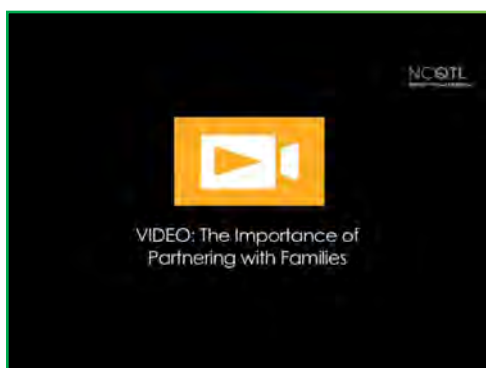 NCQTL
VIDEO: The Importance of
Partnering with Families